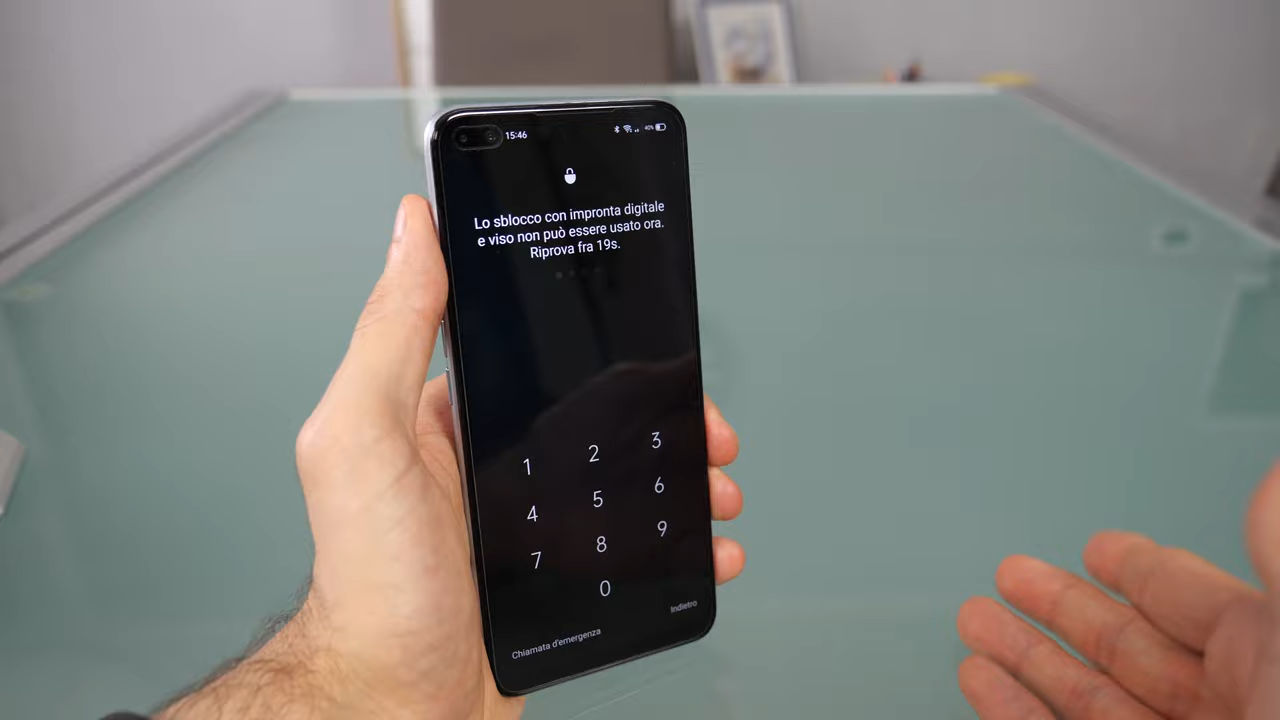 15:46
40%
Lo sblocco con impronta digitale
e viso non può essere usato ora.
Riprova fra 19s.
1 2 3
4 5 6
7 8 9
0
Indietro
Chiamata d'emergenza